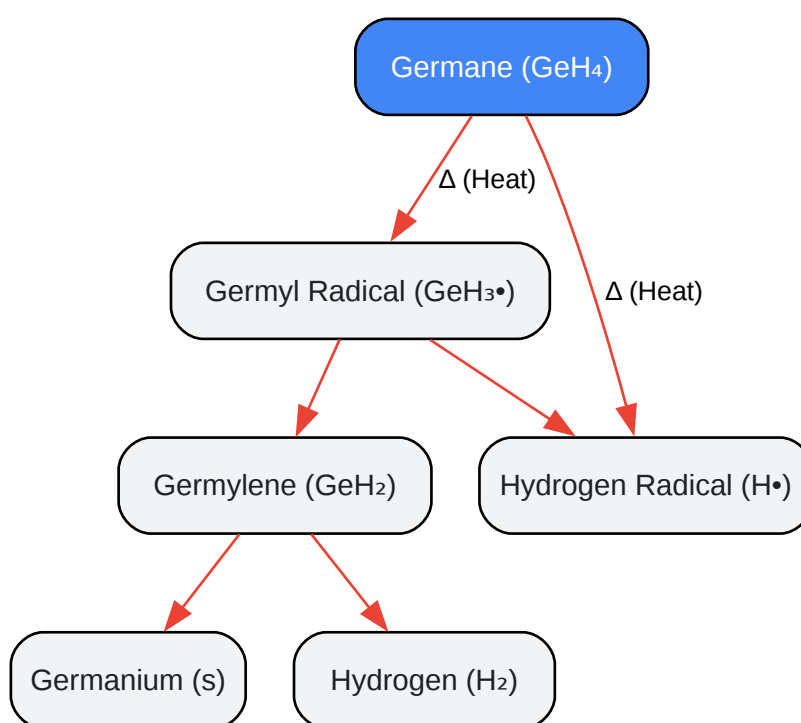 Germane (GeH₄)
Δ (Heat)
Germyl Radical (GeH₃•)
Δ (Heat)
Germylene (GeH₂)
Hydrogen Radical (H•)
Germanium (s)
Hydrogen (H₂)